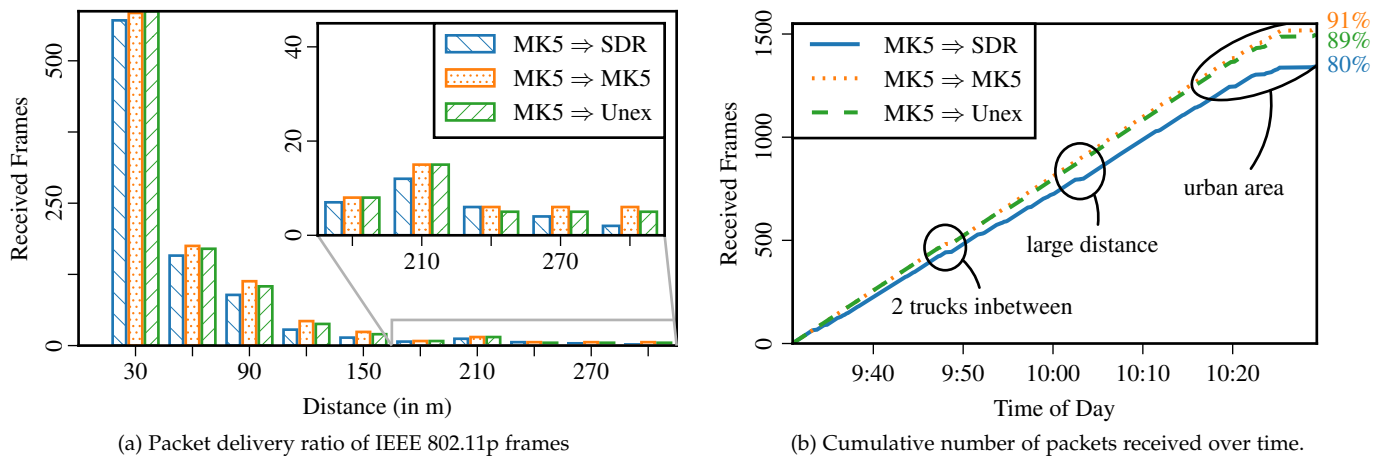 500
250
0
Received Frames
30
90
150
210
270
Distance (in m)
40
20
0
210
270
MK5 ⇒ SDR
MK5 ⇒ MK5
MK5 ⇒ Unex
(a) Packet delivery ratio of IEEE 802.11p frames
1500
1000
500
0
Received Frames
MK5 ⇒ SDR
MK5 ⇒ MK5
MK5 ⇒ Unex
91%
89%
80%
urban area
large distance
2 trucks inbetween
9:40
9:50
10:00
10:10
10:20
Time of Day
(b) Cumulative number of packets received over time.